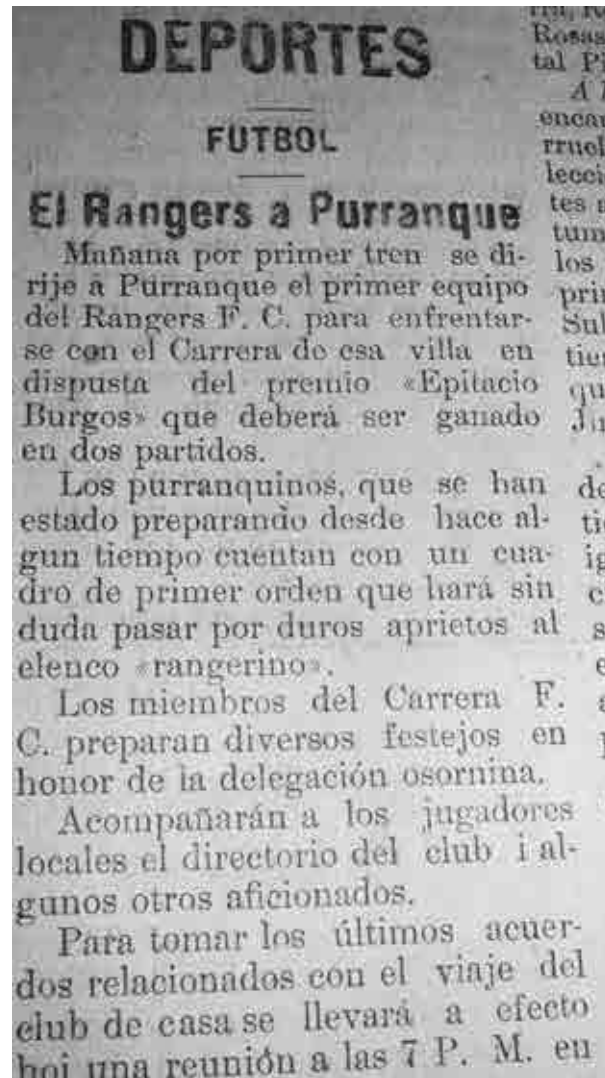 DEPORTES
FUTBOL
El Rangers a Purranque
Mañana por primer tren se di-
rije a Purranque el primer equipo
del Rangers F. C. para enfrentar-
se con el Carrera de esa villa en
dispusta del premio «Epitacio
Burgos» que deberá ser ganado
en dos partidos.
Los purranquinos, que se han
estado preparando desde hace al-
gun tiempo cuentan con un cua-
dro de primer orden que hará sin
duda pasar por duros aprietos al
elenco «rangerino».
Los miembros del Carrera F.
C. preparan diversos festejos en
honor de la delegación osornina.
Acompañarán a los jugadores
locales el directorio del club i al-
gunos otros aficionados.
Para tomar los últimos acuer-
dos relacionados con el viaje del
club de casa se llevará a efecto
hoi una reunión a las 7 P. M. en
Rosas
tal